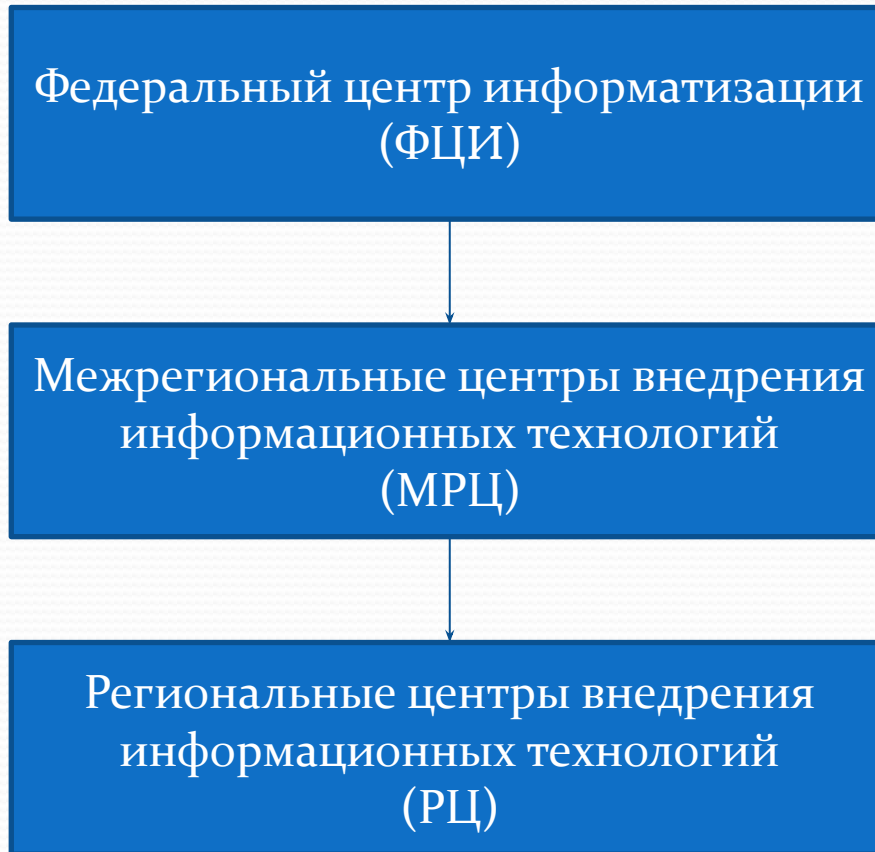 Федеральный центр информатизации
(ФЦИ)
Межрегиональные центры внедрения
информационных технологий
(МРЦ)
Региональные центры внедрения
информационных технологий
(РЦ)